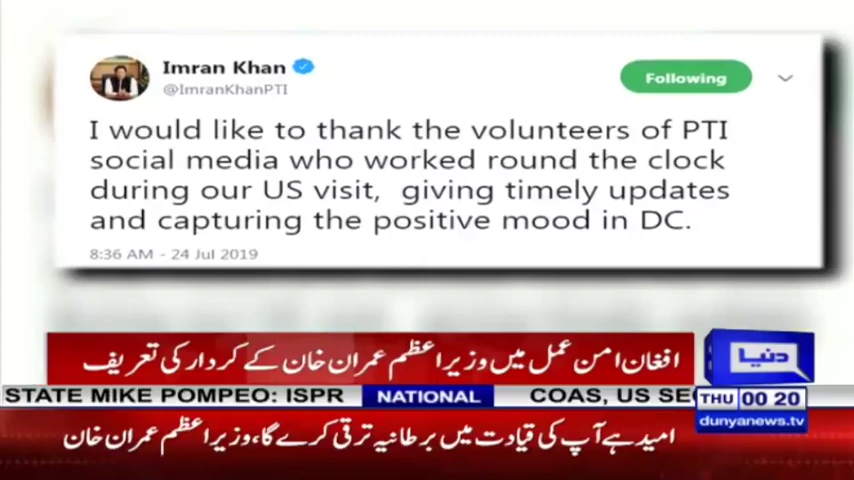 Imran Khan
@ImranKhanPTI
Following
I would like to thank the volunteers of PTI
social media who worked round the clock
during our US visit, giving timely updates
and capturing the positive mood in DC.
8:36 AM - 24 Jul 2019
افغان امن عمل میں وزیراعظم عمران خان کے کردار کی تعریف
دنیا
STATE MIKE POMPEO: ISPR NATIONAL COAS, US SE
THU 00 20
dunyanews.tv
امید ہے آپ کی قیادت میں برطانیہ ترقی کرے گا، وزیراعظم عمران خان